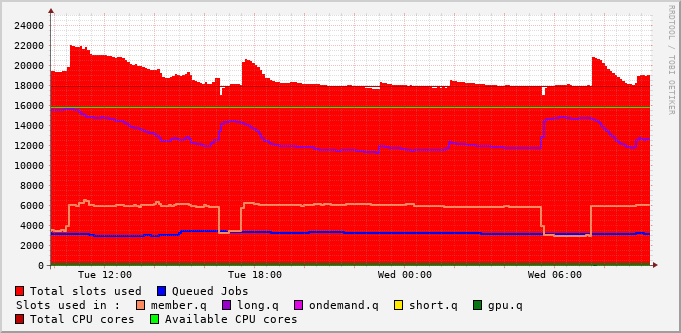 24000
22000
20000
18000
16000
14000
12000
10000
8000
6000
4000
2000
0
Tue 12:00 Tue 18:00 Wed 00:00 Wed 06:00
Total slots used Queued Jobs
Slots used in : member.q long.q ondemand.q short.q gpu.q
Total CPU cores Available CPU cores
RRDTOOL / TOBI OETIKER